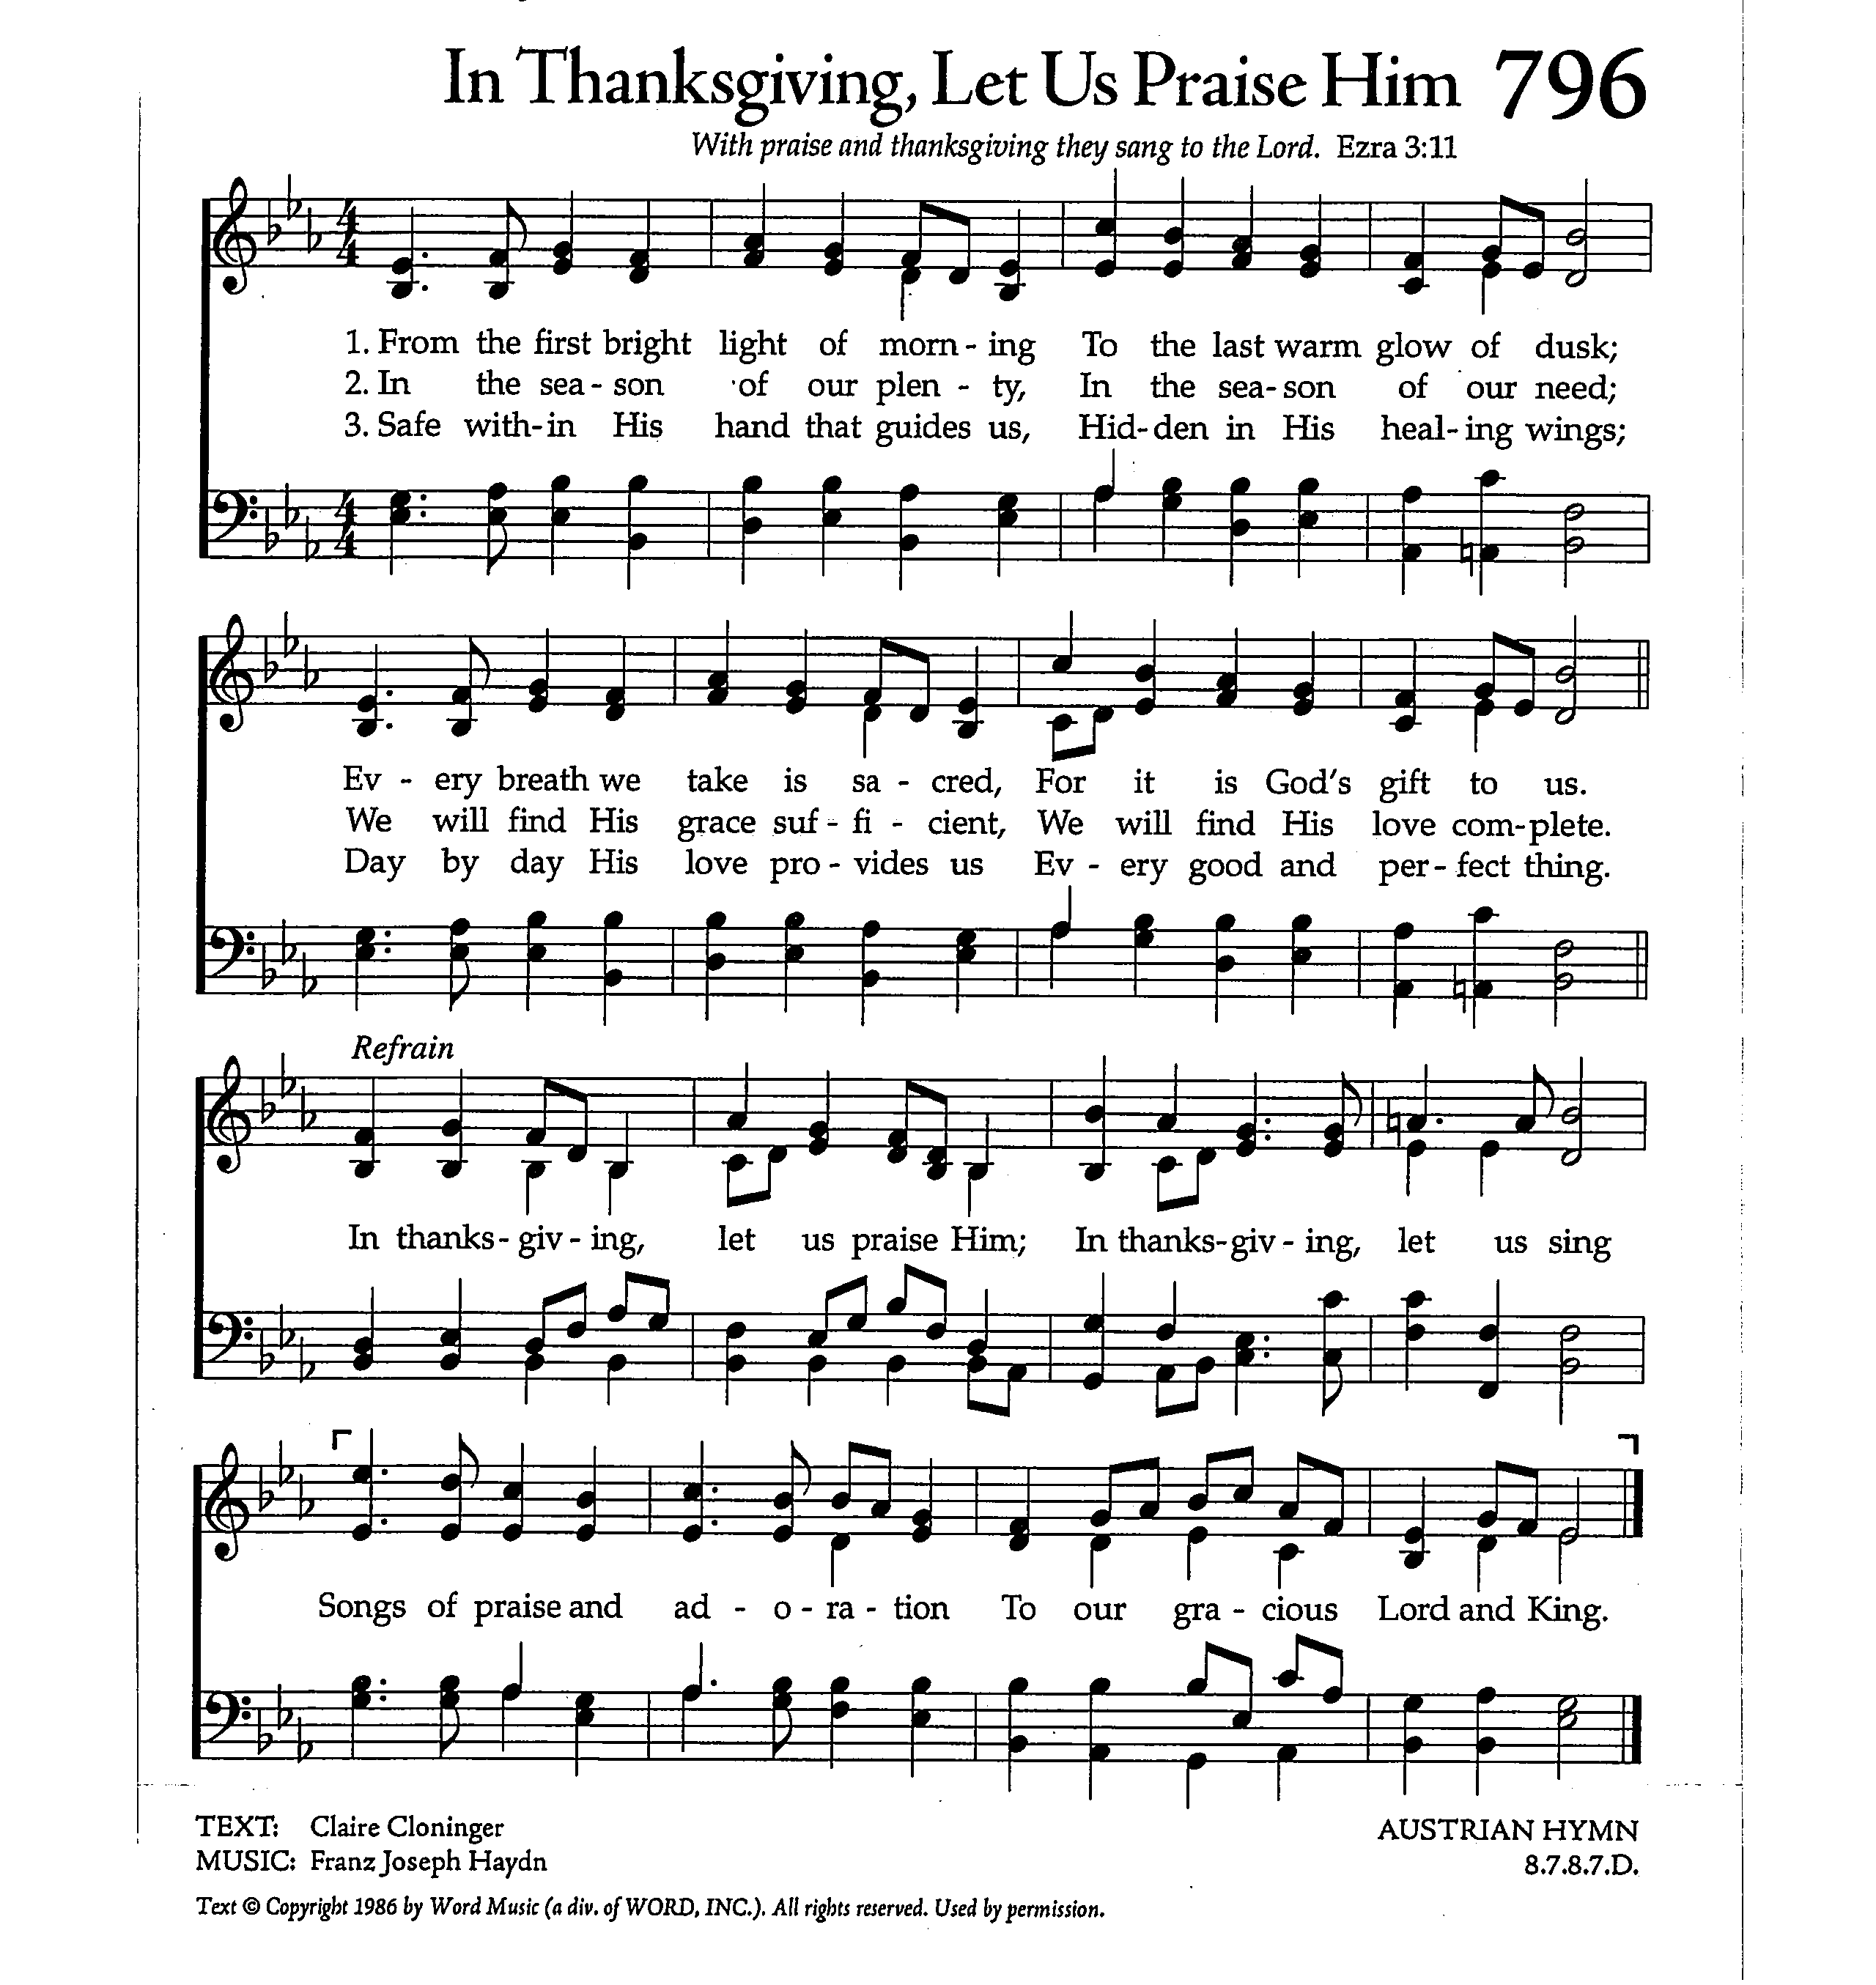 In Thanksgiving, Let Us Praise Him 796
With praise and thanksgiving they sang to the Lord. Ezra 3:11
1. From the first bright light of morn - ing To the last warm glow of dusk;
2. In the sea - son of our plen - ty, In the sea - son of our need;
3. Safe with - in His hand that guides us, Hid - den in His heal - ing wings;
Ev - ery breath we take is sa - cred, For it is God's gift to us.
We will find His grace suf - fi - cient, We will find His love com - plete.
Day by day His love pro - vides us Ev - ery good and per - fect thing.
Refrain
In thanks - giv - ing, let us praise Him; In thanks - giv - ing, let us sing
Songs of praise and ad - o - ra - tion To our gra - cious Lord and King.
TEXT: Claire Cloninger AUSTRIAN HYMN
MUSIC: Franz Joseph Haydn 8.7.8.7.D.
Text © Copyright 1986 by Word Music (a div. of WORD, INC.). All rights reserved. Used by permission.